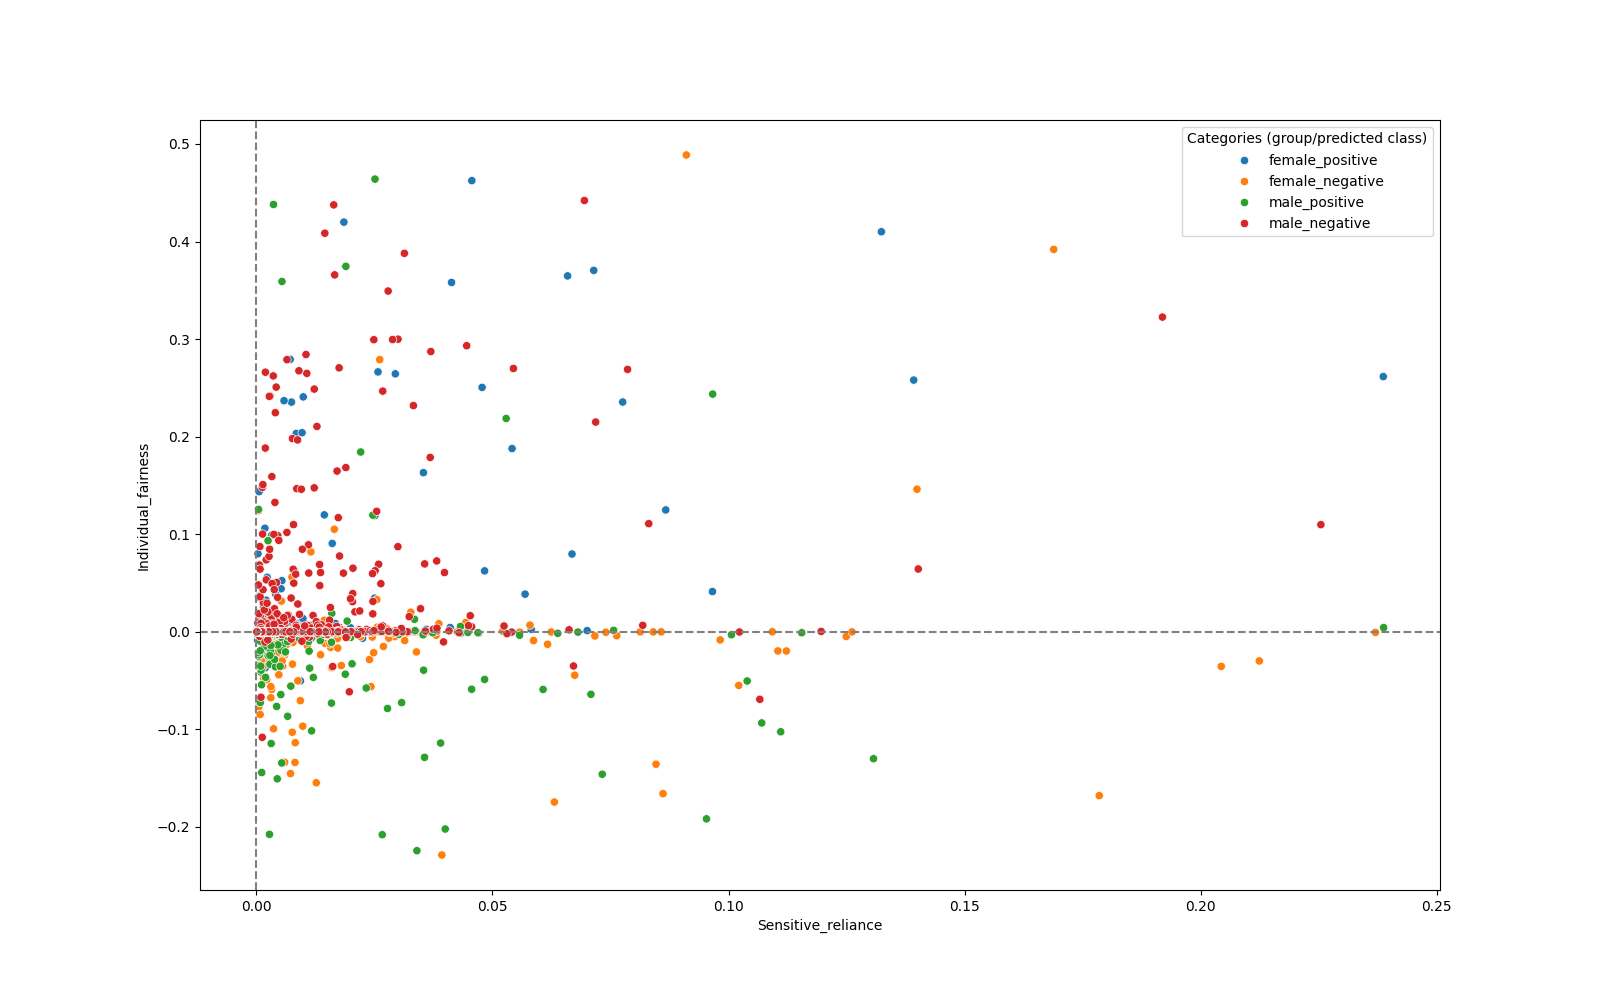 Categories (group/predicted class)
female_positive
female_negative
male_positive
male_negative
0.5
0.4
0.3
0.2
0.1
0.0
−0.1
−0.2
Individual_fairness
0.00
0.05
0.10
0.15
0.20
0.25
Sensitive_reliance